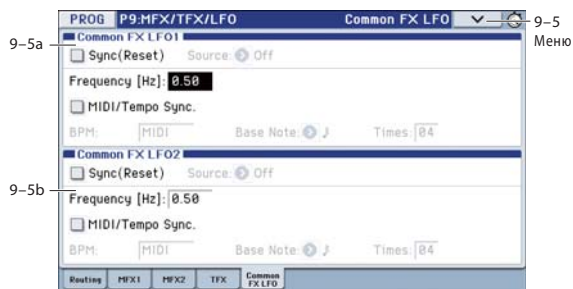 PROG P9:MFX/TFX/LFO Common FX LFO
9–5
Меню
9–5a
Common FX LFO1
Sync(Reset) Source: Off
Frequency [Hz]: 0.50
MIDI/Tempo Sync.
BPM: MIDI Base Note: ♪ Times: 04
9–5b
Common FX LFO2
Sync(Reset) Source: Off
Frequency [Hz]: 0.50
MIDI/Tempo Sync.
BPM: MIDI Base Note: ♪ Times: 04
Routing MFX1 MFX2 TFX Common FX LFO